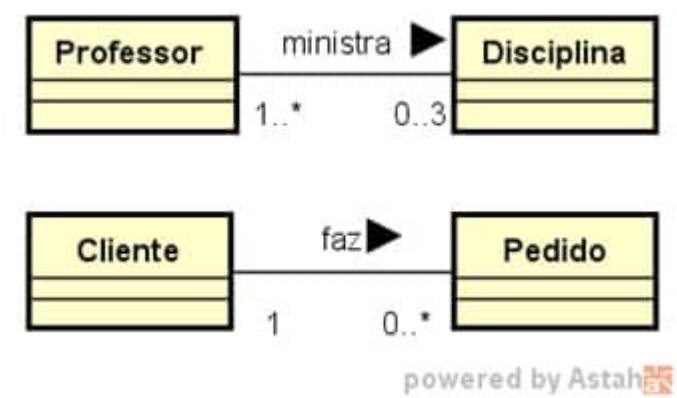 Professor ministra Disciplina
1..* 0..3
Cliente faz Pedido
1 0..*
powered by Astah